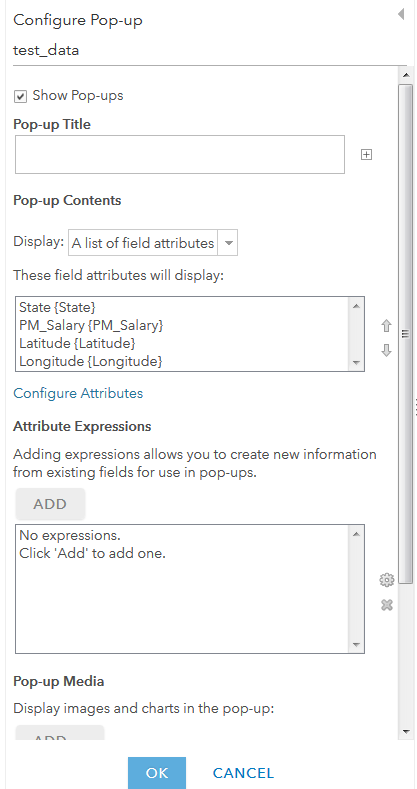 Configure Pop-up
test_data
Show Pop-ups
Pop-up Title
Pop-up Contents
Display: A list of field attributes
These field attributes will display:
State {State}
PM_Salary {PM_Salary}
Latitude {Latitude}
Longitude {Longitude}
Configure Attributes
Attribute Expressions
Adding expressions allows you to create new information
from existing fields for use in pop-ups.
ADD
No expressions.
Click 'Add' to add one.
Pop-up Media
Display images and charts in the pop-up:
ADD
OK CANCEL